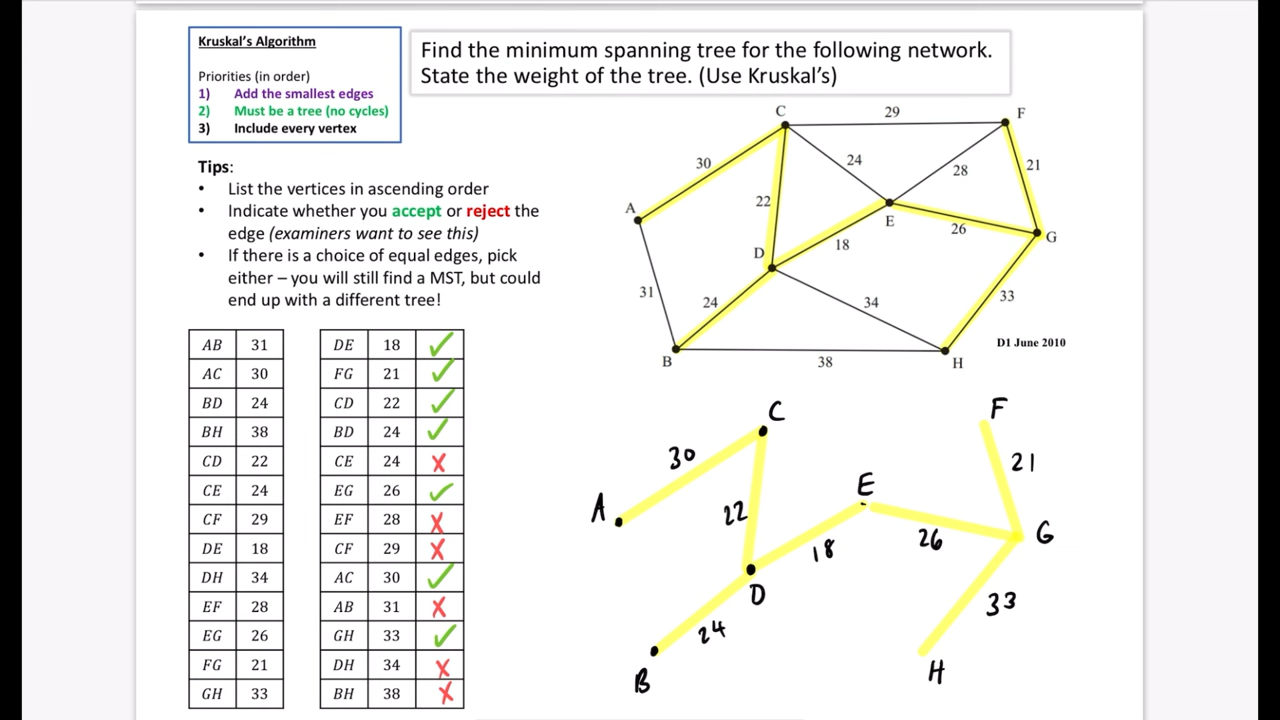 Kruskal's Algorithm
Priorities (in order)
1) Add the smallest edges
2) Must be a tree (no cycles)
3) Include every vertex
Find the minimum spanning tree for the following network.
State the weight of the tree. (Use Kruskal's)
Tips:
• List the vertices in ascending order
• Indicate whether you accept or reject the
edge (examiners want to see this)
• If there is a choice of equal edges, pick
either – you will still find a MST, but could
end up with a different tree!
AB 31
AC 30
BD 24
BH 38
CD 22
CE 24
CF 29
DE 18
DH 34
EF 28
EG 26
FG 21
GH 33
DE 18 ✓
FG 21 ✓
CD 22 ✓
BD 24 ✓
CE 24 ✗
EG 26 ✓
EF 28 ✗
CF 29 ✗
AC 30 ✓
AB 31 ✗
GH 33 ✓
DH 34 ✗
BH 38 ✗
C 29 F
30 24 28 21
A 22 E
D 18 26 G
31 24 34 33
D1 June 2010
B 38 H
C F
30 21
A 22 E
18 26 G
D 33
24
B H